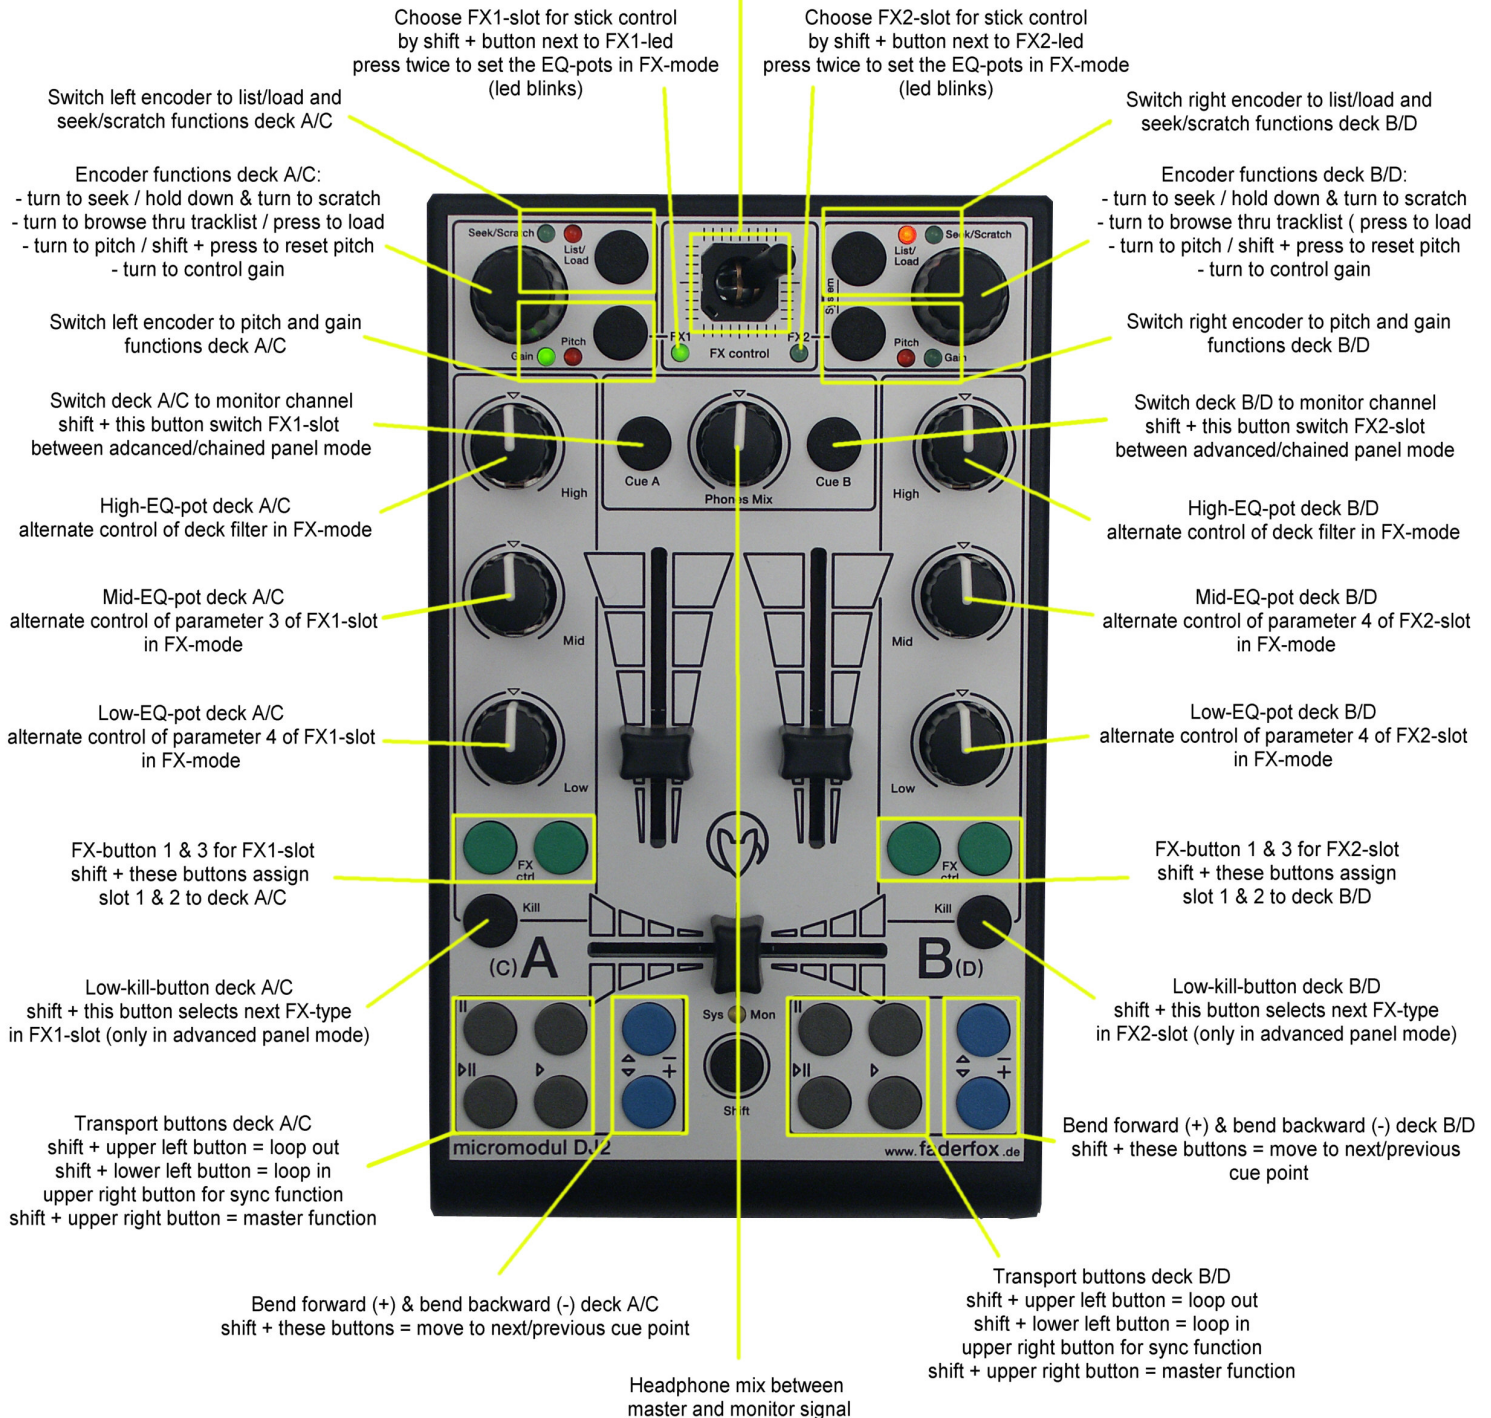 Choose FX1-slot for stick control
by shift + button next to FX1-led
press twice to set the EQ-pots in FX-mode
(led blinks)
Choose FX2-slot for stick control
by shift + button next to FX2-led
press twice to set the EQ-pots in FX-mode
(led blinks)
Switch left encoder to list/load and
seek/scratch functions deck A/C
Switch right encoder to list/load and
seek/scratch functions deck B/D
Encoder functions deck A/C:
- turn to seek / hold down & turn to scratch
- turn to browse thru tracklist / press to load
- turn to pitch / shift + press to reset pitch
- turn to control gain
Encoder functions deck B/D:
- turn to seek / hold down & turn to scratch
- turn to browse thru tracklist ( press to load
- turn to pitch / shift + press to reset pitch
- turn to control gain
Switch left encoder to pitch and gain
functions deck A/C
Switch right encoder to pitch and gain
functions deck B/D
Switch deck A/C to monitor channel
shift + this button switch FX1-slot
between adcanced/chained panel mode
Switch deck B/D to monitor channel
shift + this button switch FX2-slot
between advanced/chained panel mode
High-EQ-pot deck A/C
alternate control of deck filter in FX-mode
High-EQ-pot deck B/D
alternate control of deck filter in FX-mode
Mid-EQ-pot deck A/C
alternate control of parameter 3 of FX1-slot
in FX-mode
Mid-EQ-pot deck B/D
alternate control of parameter 4 of FX2-slot
in FX-mode
Low-EQ-pot deck A/C
alternate control of parameter 4 of FX1-slot
in FX-mode
Low-EQ-pot deck B/D
alternate control of parameter 4 of FX2-slot
in FX-mode
FX-button 1 & 3 for FX1-slot
shift + these buttons assign
slot 1 & 2 to deck A/C
FX-button 1 & 3 for FX2-slot
shift + these buttons assign
slot 1 & 2 to deck B/D
Low-kill-button deck A/C
shift + this button selects next FX-type
in FX1-slot (only in advanced panel mode)
Low-kill-button deck B/D
shift + this button selects next FX-type
in FX2-slot (only in advanced panel mode)
Transport buttons deck A/C
shift + upper left button = loop out
shift + lower left button = loop in
upper right button for sync function
shift + upper right button = master function
Bend forward (+) & bend backward (-) deck B/D
shift + these buttons = move to next/previous
cue point
Bend forward (+) & bend backward (-) deck A/C
shift + these buttons = move to next/previous cue point
Transport buttons deck B/D
shift + upper left button = loop out
shift + lower left button = loop in
upper right button for sync function
shift + upper right button = master function
Headphone mix between
master and monitor signal
Seek/Scratch
List/
Load
Gain
Pitch
FX1
FX control
FX2
System
List/
Load
Seek/Scratch
Pitch
Gain
Cue A
Phones Mix
Cue B
High
High
Mid
Mid
Low
Low
FX
ctrl
FX
ctrl
Kill
Kill
(C) A
B (D)
Sys
Mon
Shift
micromodul DJ2
www.faderfox.de